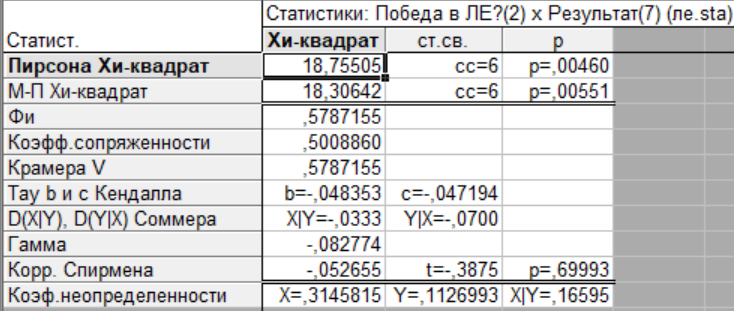 Статистики: Победа в ЛЕ?(2) x Результат(7) (ле.sta)
Статист. Хи-квадрат ст.св. p
Пирсона Хи-квадрат 18,75505 сс=6 p=,00460
М-П Хи-квадрат 18,30642 сс=6 p=,00551
Фи ,5787155
Коэфф.сопряженности ,5008860
Крамера V ,5787155
Тау b и c Кендалла b=-,048353 c=-,047194
D(X|Y), D(Y|X) Соммера X|Y=-,0333 Y|X=-,0700
Гамма -,082774
Корр. Спирмена -,052655 t=-,3875 p=,69993
Коэф.неопределенности X=,3145815 Y=,1126993 X|Y=,16595